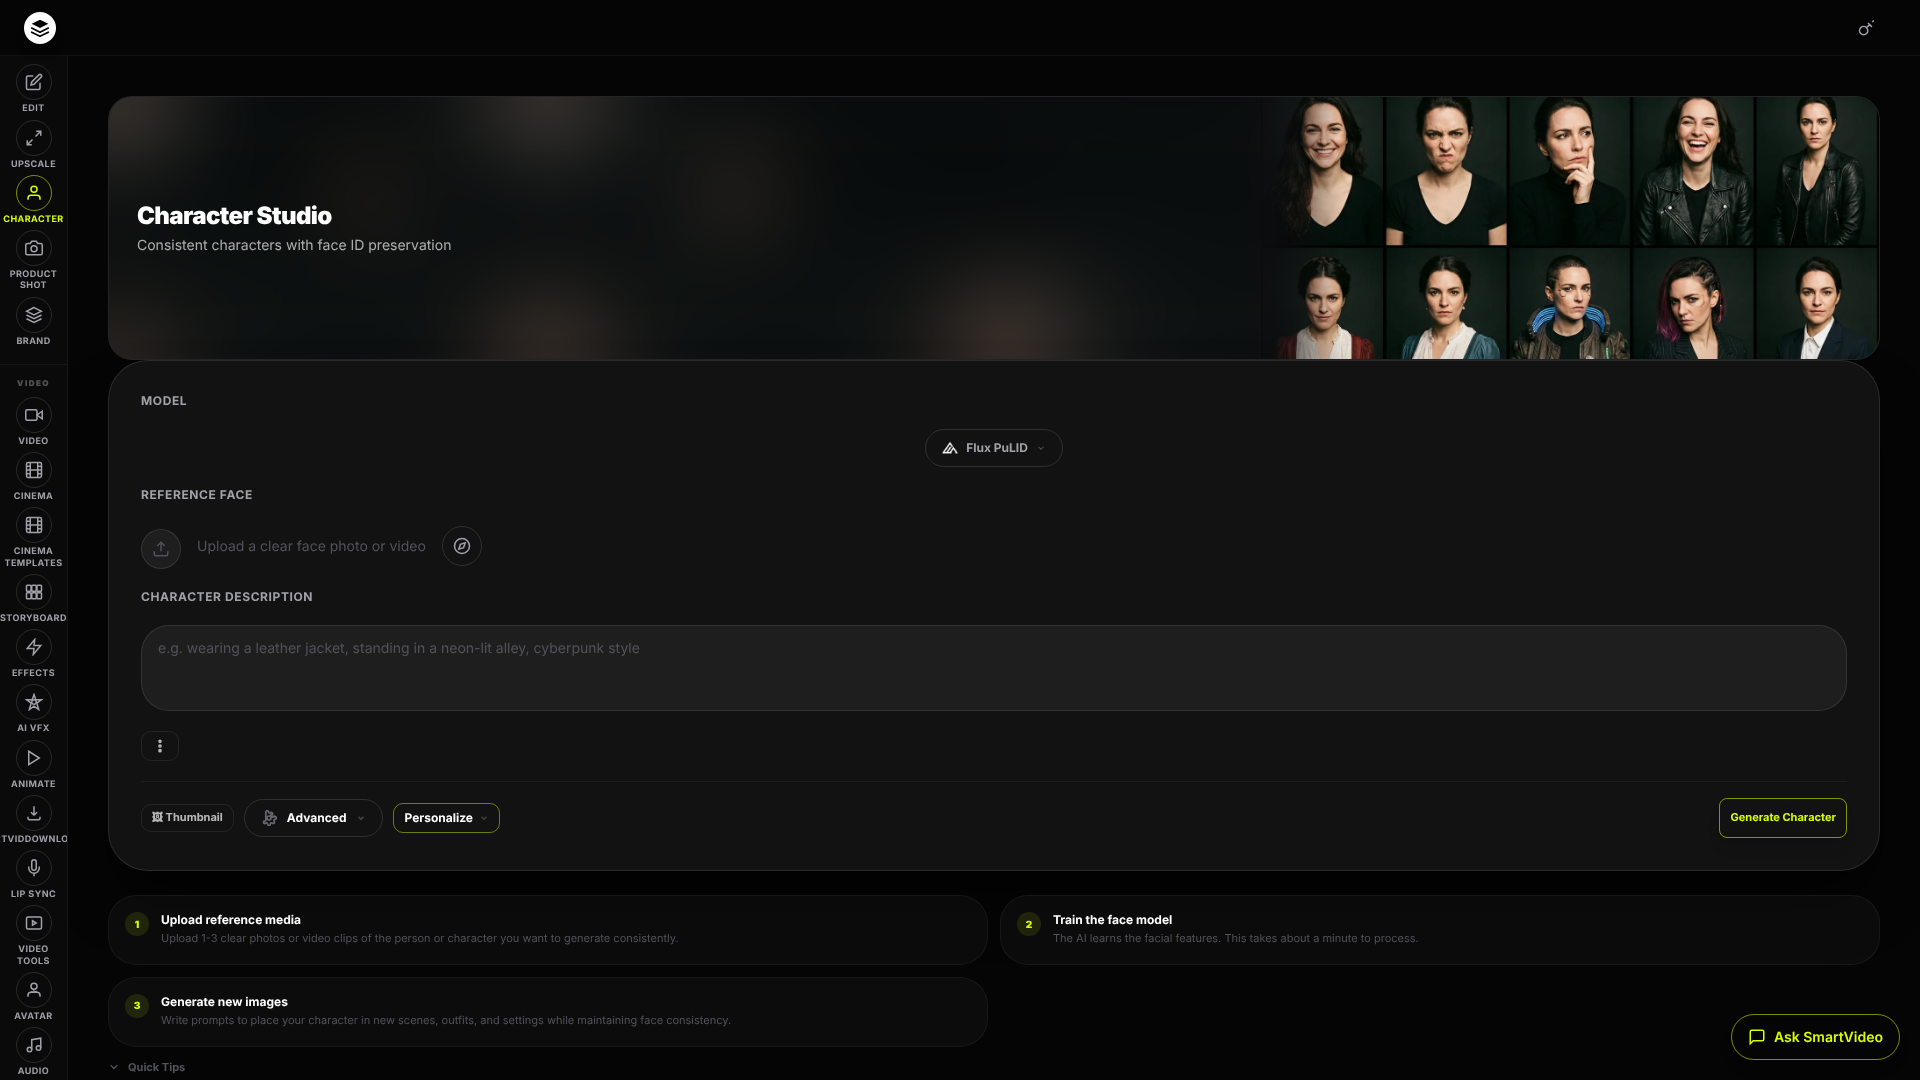 EDIT
UPSCALE
CHARACTER
PRODUCT
SHOT
BRAND
VIDEO
VIDEO
CINEMA
CINEMA
TEMPLATES
STORYBOARD
EFFECTS
AI VFX
ANIMATE
TVIDDOWNLO
LIP SYNC
VIDEO
TOOLS
AVATAR
AUDIO
Character Studio
Consistent characters with face ID preservation
MODEL
Flux PuLID
REFERENCE FACE
Upload a clear face photo or video
CHARACTER DESCRIPTION
e.g. wearing a leather jacket, standing in a neon-lit alley, cyberpunk style
Thumbnail
Advanced
Personalize
Generate Character
1
Upload reference media
Upload 1-3 clear photos or video clips of the person or character you want to generate consistently.
2
Train the face model
The AI learns the facial features. This takes about a minute to process.
3
Generate new images
Write prompts to place your character in new scenes, outfits, and settings while maintaining face consistency.
Quick Tips
Ask SmartVideo